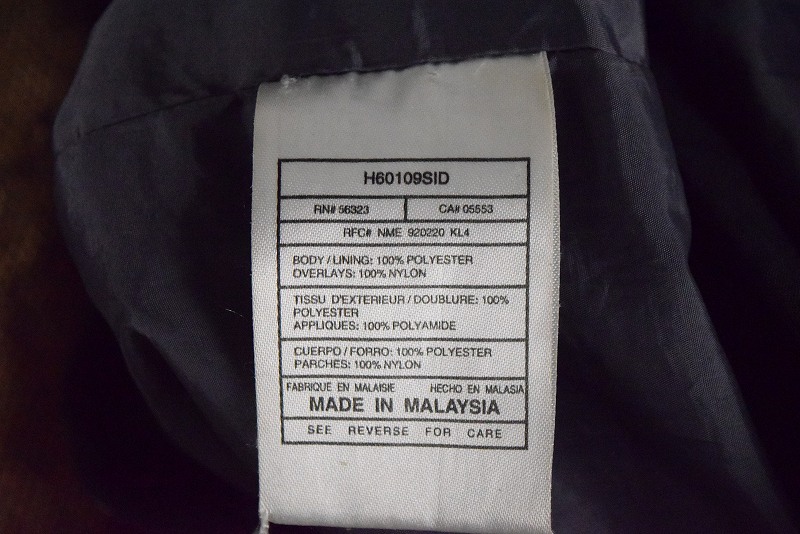 H60109SID
RN# 56323 CA# 05553
RFC# NME 920220 KL4
BODY / LINING: 100% POLYESTER
OVERLAYS: 100% NYLON
TISSU D'EXTERIEUR / DOUBLURE: 100%
POLYESTER
APPLIQUES: 100% POLYAMIDE
CUERPO / FORRO: 100% POLYESTER
PARCHES: 100% NYLON
FABRIQUE EN MALAISIE HECHO EN MALASIA
MADE IN MALAYSIA
SEE REVERSE FOR CARE